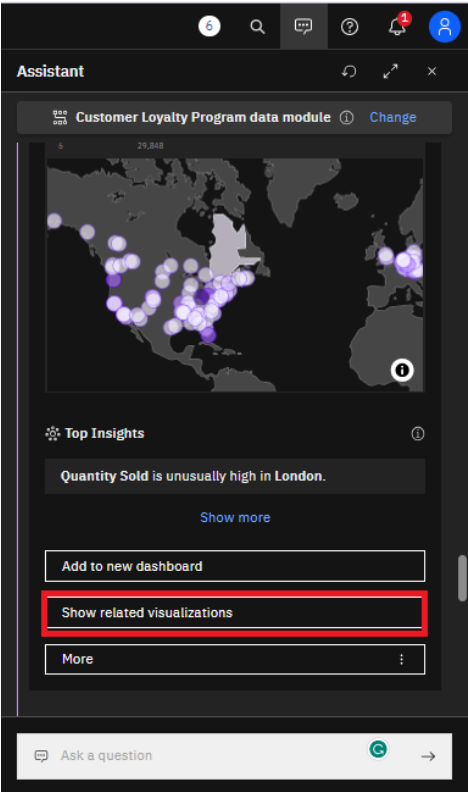 6
1
Assistant
Customer Loyalty Program data module Change
6 29,848
Top Insights
Quantity Sold is unusually high in London.
Show more
Add to new dashboard
Show related visualizations
More
Ask a question